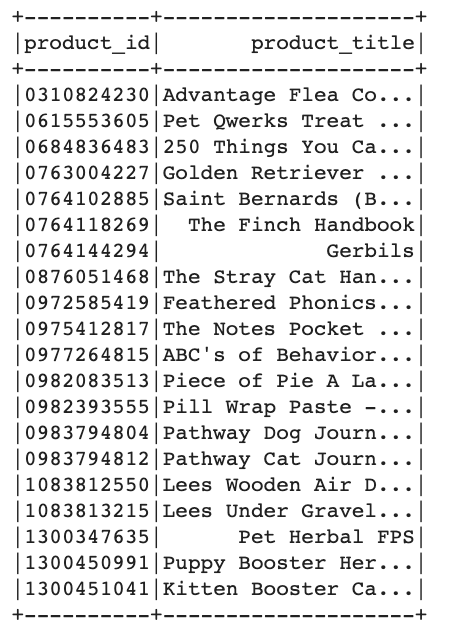 +----------+--------------------+
|product_id|       product_title|
+----------+--------------------+
|0310824230|Advantage Flea Co...|
|0615553605|Pet Qwerks Treat ...|
|0684836483|250 Things You Ca...|
|0763004227|Golden Retriever ...|
|0764102885|Saint Bernards (B...|
|0764118269|  The Finch Handbook|
|0764144294|             Gerbils|
|0876051468|The Stray Cat Han...|
|0972585419|Feathered Phonics...|
|0975412817|The Notes Pocket ...|
|0977264815|ABC's of Behavior...|
|0982083513|Piece of Pie A La...|
|0982393555|Pill Wrap Paste -...|
|0983794804|Pathway Dog Journ...|
|0983794812|Pathway Cat Journ...|
|1083812550|Lees Wooden Air D...|
|1083813215|Lees Under Gravel...|
|1300347635|      Pet Herbal FPS|
|1300450991|Puppy Booster Her...|
|1300451041|Kitten Booster Ca...|
+----------+--------------------+